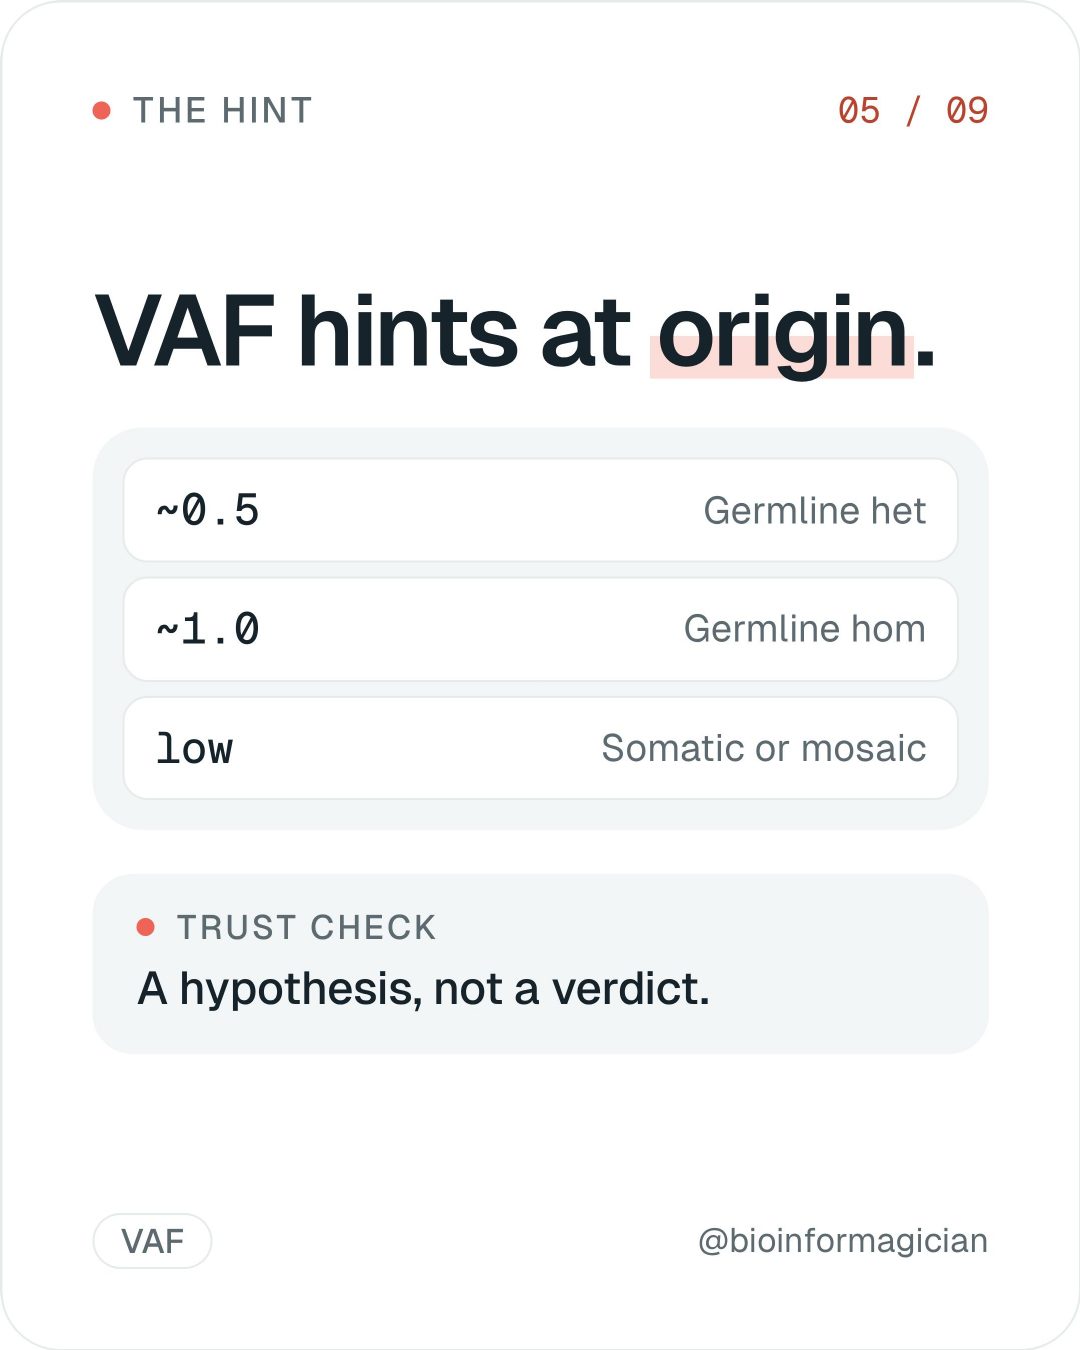 THE HINT
05 / 09
VAF hints at origin.
~0.5 Germline het
~1.0 Germline hom
low Somatic or mosaic
TRUST CHECK
A hypothesis, not a verdict.
VAF
@bioinformagician